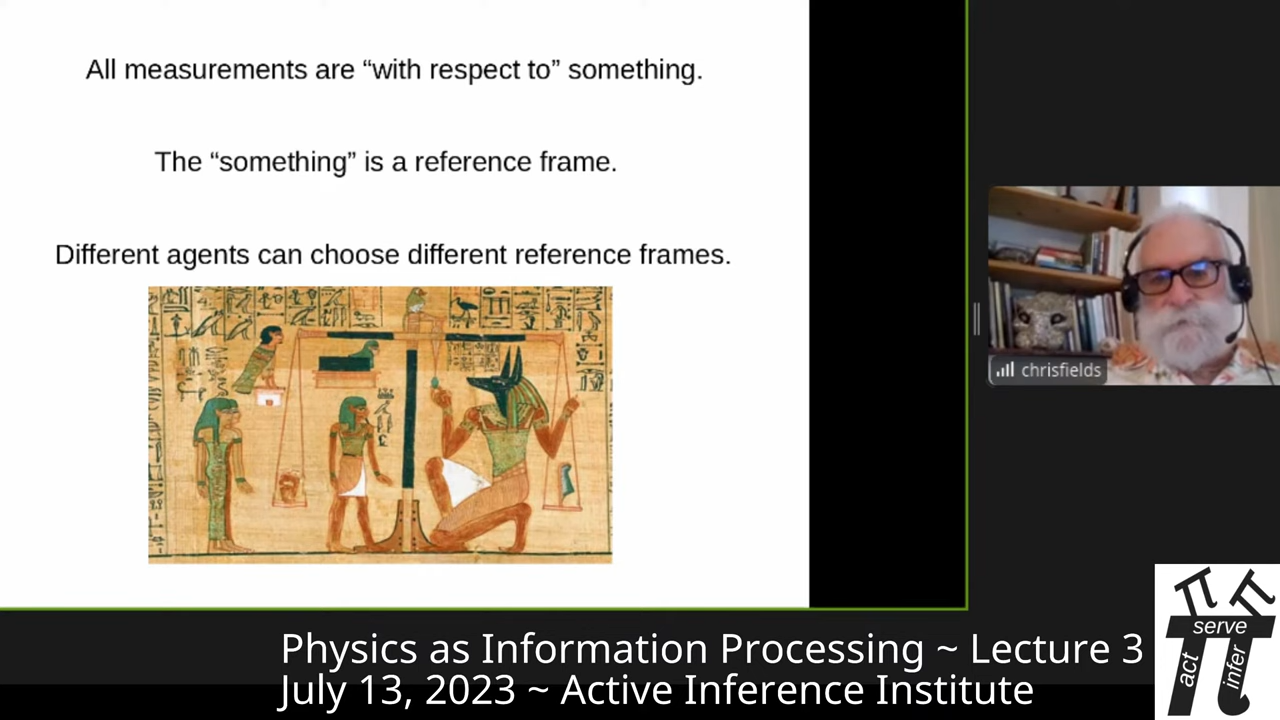 All measurements are “with respect to” something.
The “something” is a reference frame.
Different agents can choose different reference frames.
chrisfields
Physics as Information Processing ~ Lecture 3
July 13, 2023 ~ Active Inference Institute
π π
serve
act
infer